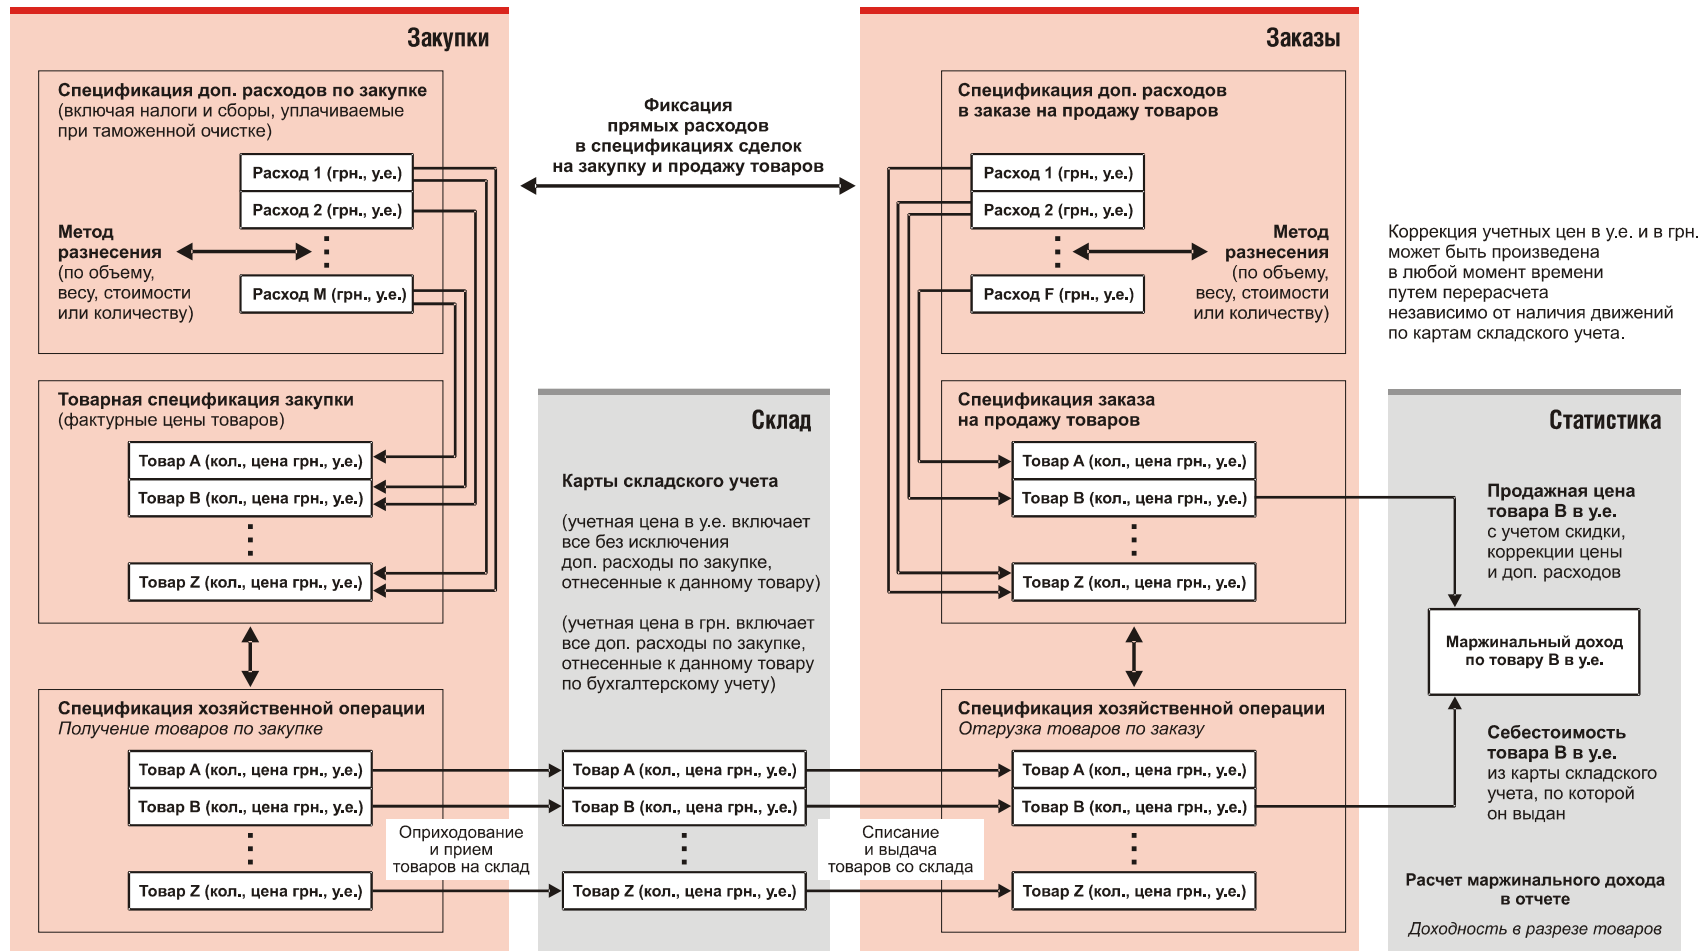 Закупки
Спецификация доп. расходов по закупке
(включая налоги и сборы, уплачиваемые
при таможенной очистке)
Расход 1 (грн., у.е.)
Расход 2 (грн., у.е.)
Метод
разнесения
(по объему,
весу, стоимости
или количеству)
Расход M (грн., у.е.)
Товарная спецификация закупки
(фактурные цены товаров)
Товар A (кол., цена грн., у.е.)
Товар B (кол., цена грн., у.е.)
Товар Z (кол., цена грн., у.е.)
Спецификация хозяйственной операции
Получение товаров по закупке
Товар A (кол., цена грн., у.е.)
Товар B (кол., цена грн., у.е.)
Товар Z (кол., цена грн., у.е.)
Оприходование
и прием
товаров на склад
Фиксация
прямых расходов
в спецификациях сделок
на закупку и продажу товаров
Склад
Карты складского учета
(учетная цена в у.е. включает
все без исключения
доп. расходы по закупке,
отнесенные к данному товару)
(учетная цена в грн. включает
все доп. расходы по закупке,
отнесенные к данному товару
по бухгалтерскому учету)
Товар A (кол., цена грн., у.е.)
Товар B (кол., цена грн., у.е.)
Товар Z (кол., цена грн., у.е.)
Списание
и выдача
товаров со склада
Заказы
Спецификация доп. расходов
в заказе на продажу товаров
Расход 1 (грн., у.е.)
Расход 2 (грн., у.е.)
Метод
разнесения
(по объему,
весу, стоимости
или количеству)
Расход F (грн., у.е.)
Спецификация заказа
на продажу товаров
Товар A (кол., цена грн., у.е.)
Товар B (кол., цена грн., у.е.)
Товар Z (кол., цена грн., у.е.)
Спецификация хозяйственной операции
Отгрузка товаров по заказу
Товар A (кол., цена грн., у.е.)
Товар B (кол., цена грн., у.е.)
Товар Z (кол., цена грн., у.е.)
Коррекция учетных цен в у.е. и в грн.
может быть произведена
в любой момент времени
путем перерасчета
независимо от наличия движений
по картам складского учета.
Статистика
Продажная цена
товара B в у.е.
с учетом скидки,
коррекции цены
и доп. расходов
Маржинальный доход
по товару B в у.е.
Себестоимость
товара B в у.е.
из карты складского
учета, по которой
он выдан
Расчет маржинального дохода
в отчете
Доходность в разрезе товаров